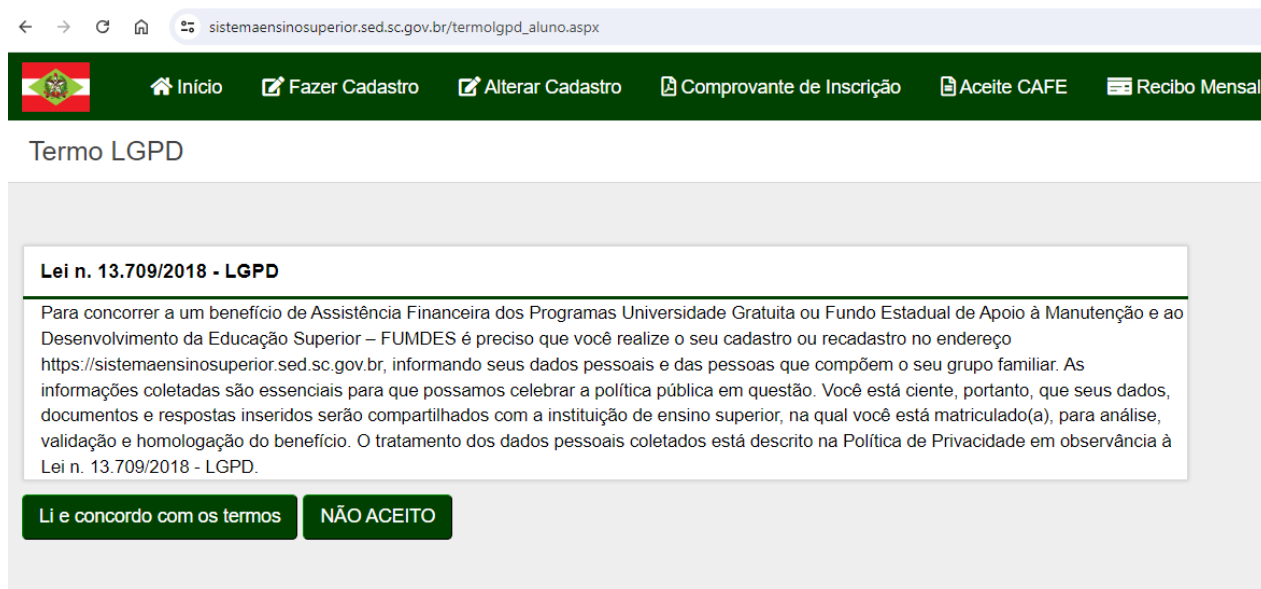 sistemaensinosuperior.sed.sc.gov.br/termolgpd_aluno.aspx
Início Fazer Cadastro Alterar Cadastro Comprovante de Inscrição Aceite CAFE Recibo Mensal
Termo LGPD
Lei n. 13.709/2018 - LGPD
Para concorrer a um benefício de Assistência Financeira dos Programas Universidade Gratuita ou Fundo Estadual de Apoio à Manutenção e ao
Desenvolvimento da Educação Superior – FUMDES é preciso que você realize o seu cadastro ou recadastro no endereço
https://sistemaensinosuperior.sed.sc.gov.br, informando seus dados pessoais e das pessoas que compõem o seu grupo familiar. As
informações coletadas são essenciais para que possamos celebrar a política pública em questão. Você está ciente, portanto, que seus dados,
documentos e respostas inseridos serão compartilhados com a instituição de ensino superior, na qual você está matriculado(a), para análise,
validação e homologação do benefício. O tratamento dos dados pessoais coletados está descrito na Política de Privacidade em observância à
Lei n. 13.709/2018 - LGPD.
Li e concordo com os termos NÃO ACEITO